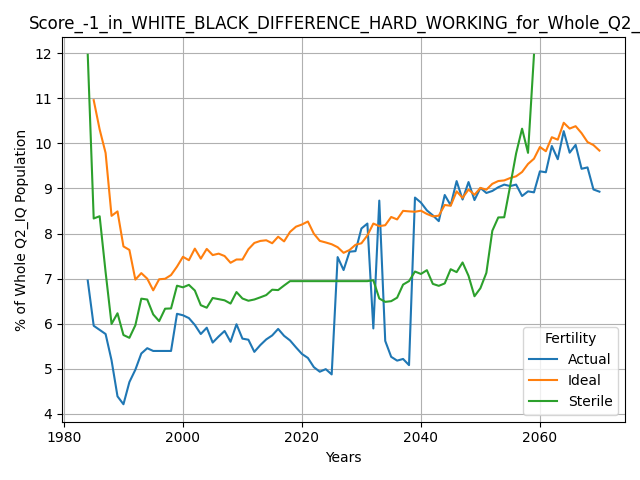 Score_-1_in_WHITE_BLACK_DIFFERENCE_HARD_WORKING_for_Whole_Q2_
% of Whole Q2_IQ Population
12
11
10
9
8
7
6
5
4
1980
2000
2020
2040
2060
Years
Fertility
Actual
Ideal
Sterile